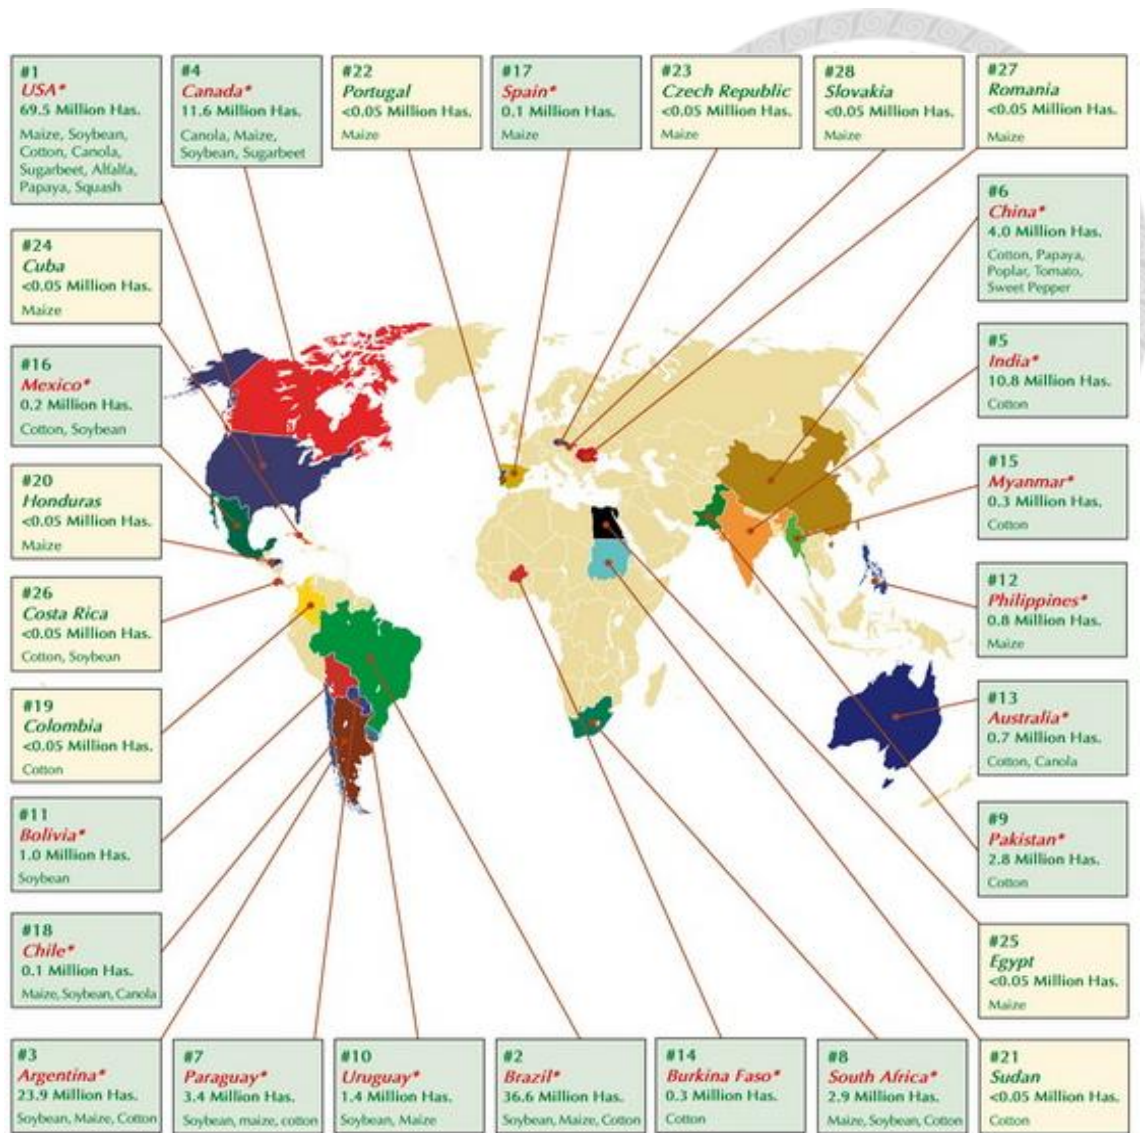 #1
USA*
69.5 Million Has.
Maize, Soybean,
Cotton, Canola,
Sugarbeet, Alfalfa,
Papaya, Squash
#4
Canada*
11.6 Million Has.
Canola, Maize,
Soybean, Sugarbeet
#22
Portugal
<0.05 Million Has.
Maize
#17
Spain*
0.1 Million Has.
Maize
#23
Czech Republic
<0.05 Million Has.
Maize
#28
Slovakia
<0.05 Million Has.
Maize
#27
Romania
<0.05 Million Has.
Maize
#24
Cuba
<0.05 Million Has.
Maize
#16
Mexico*
0.2 Million Has.
Cotton, Soybean
#20
Honduras
<0.05 Million Has.
Maize
#26
Costa Rica
<0.05 Million Has.
Cotton, Soybean
#19
Colombia
<0.05 Million Has.
Cotton
#11
Bolivia*
1.0 Million Has.
Soybean
#18
Chile*
0.1 Million Has.
Maize, Soybean, Canola
#6
China*
4.0 Million Has.
Cotton, Papaya,
Poplar, Tomato,
Sweet Pepper
#5
India*
10.8 Million Has.
Cotton
#15
Myanmar*
0.3 Million Has.
Cotton
#12
Philippines*
0.8 Million Has.
Maize
#13
Australia*
0.7 Million Has.
Cotton, Canola
#9
Pakistan*
2.8 Million Has.
Cotton
#25
Egypt
<0.05 Million Has.
Maize
#3
Argentina*
23.9 Million Has.
Soybean, Maize, Cotton
#7
Paraguay*
3.4 Million Has.
Soybean, maize, cotton
#10
Uruguay*
1.4 Million Has.
Soybean, Maize
#2
Brazil*
36.6 Million Has.
Soybean, Maize, Cotton
#14
Burkina Faso*
0.3 Million Has.
Cotton
#8
South Africa*
2.9 Million Has.
Maize, Soybean, Cotton
#21
Sudan
<0.05 Million Has.
Cotton